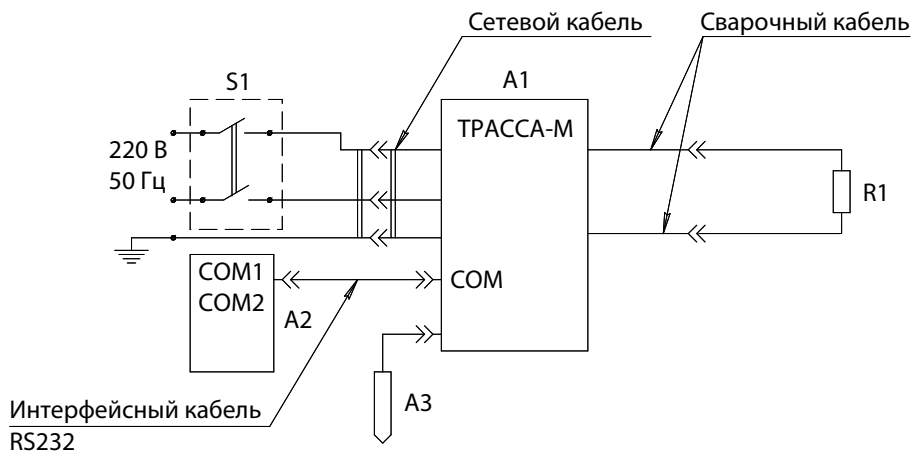 Сетевой кабель
Сварочный кабель
S1
A1
ТРАССА-М
220 В
50 Гц
R1
COM1
COM2
COM
A2
A3
Интерфейсный кабель
RS232